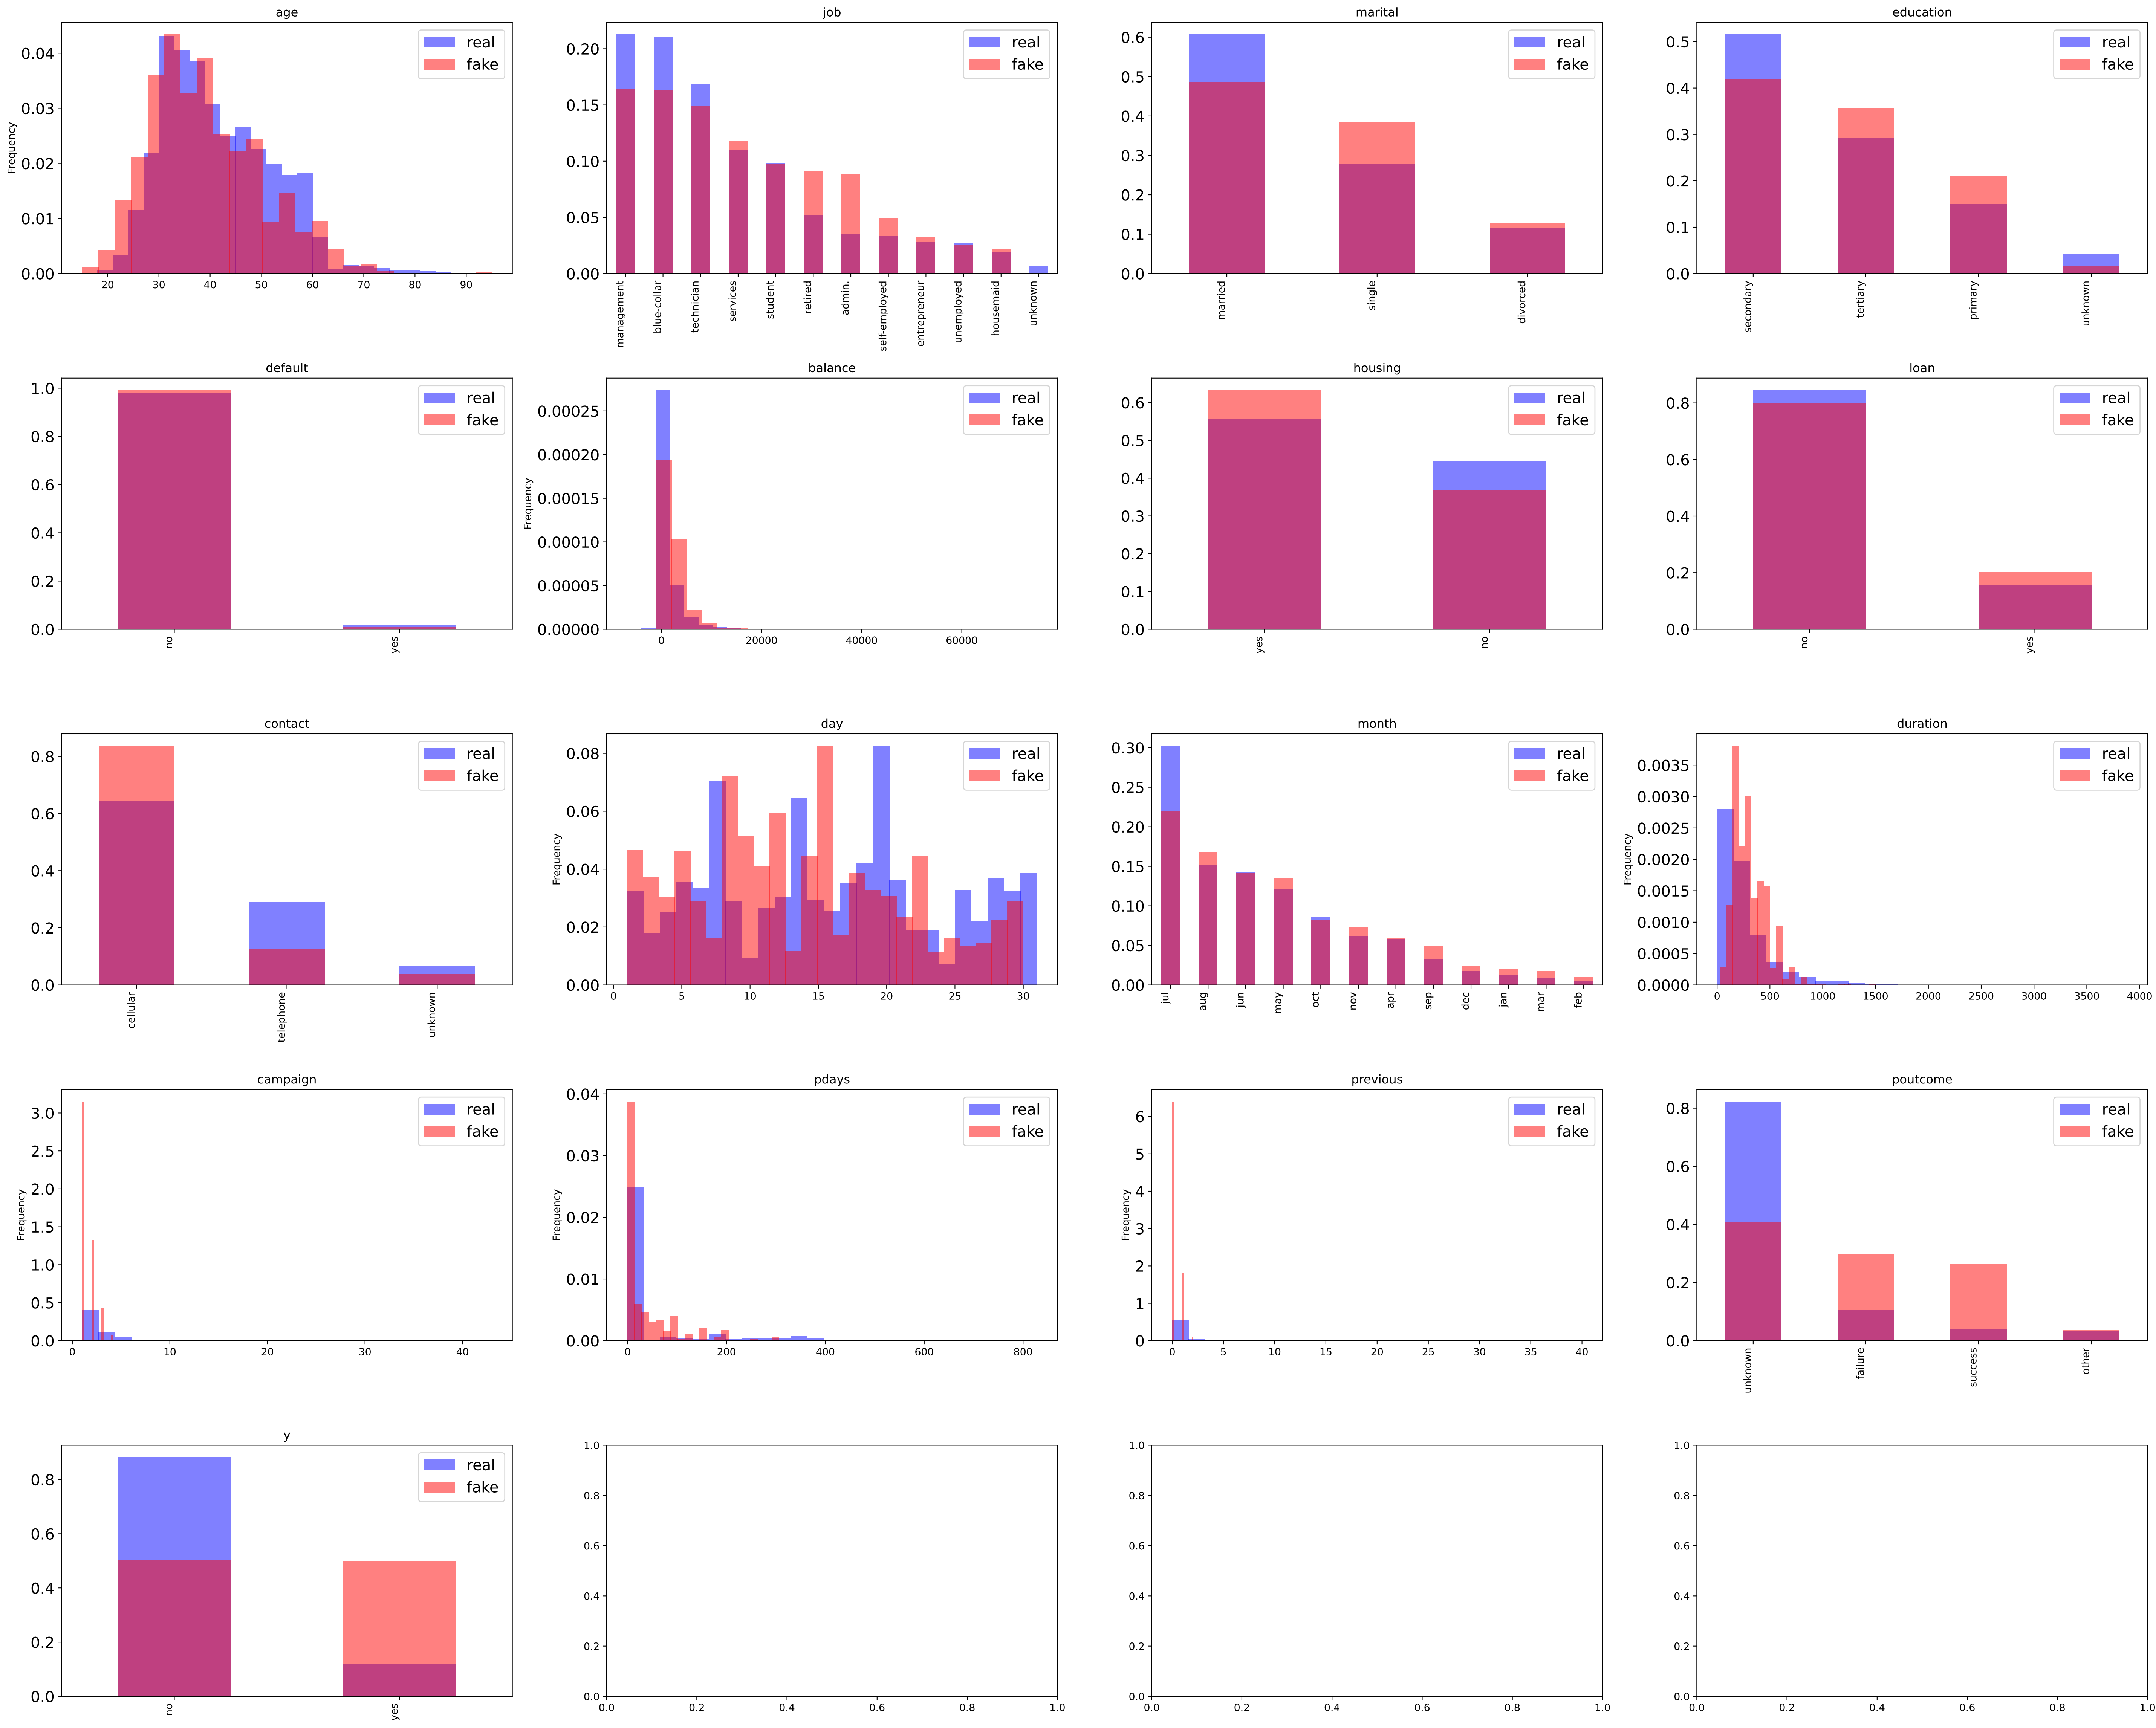 age
Frequency
0.04
0.03
0.02
0.01
0.00
20 30 40 50 60 70 80 90
real
fake
job
0.20
0.15
0.10
0.05
0.00
management blue-collar technician services student retired admin. self-employed entrepreneur unemployed housemaid unknown
real
fake
marital
0.6
0.5
0.4
0.3
0.2
0.1
0.0
married single divorced
real
fake
education
0.5
0.4
0.3
0.2
0.1
0.0
secondary tertiary primary unknown
real
fake
default
1.0
0.8
0.6
0.4
0.2
0.0
no yes
real
fake
balance
Frequency
0.00025
0.00020
0.00015
0.00010
0.00005
0.00000
0 20000 40000 60000
real
fake
housing
0.6
0.5
0.4
0.3
0.2
0.1
0.0
yes no
real
fake
loan
0.8
0.6
0.4
0.2
0.0
no yes
real
fake
contact
0.8
0.6
0.4
0.2
0.0
cellular telephone unknown
real
fake
day
Frequency
0.08
0.06
0.04
0.02
0.00
0 5 10 15 20 25 30
real
fake
month
0.30
0.25
0.20
0.15
0.10
0.05
0.00
jul aug jun may oct nov apr sep dec jan mar feb
real
fake
duration
Frequency
0.0035
0.0030
0.0025
0.0020
0.0015
0.0010
0.0005
0.0000
0 500 1000 1500 2000 2500 3000 3500 4000
real
fake
campaign
Frequency
3.0
2.5
2.0
1.5
1.0
0.5
0.0
0 10 20 30 40
real
fake
pdays
Frequency
0.04
0.03
0.02
0.01
0.00
0 200 400 600 800
real
fake
previous
Frequency
6
5
4
3
2
1
0
0 5 10 15 20 25 30 35 40
real
fake
poutcome
0.8
0.6
0.4
0.2
0.0
unknown failure success other
real
fake
y
0.8
0.6
0.4
0.2
0.0
no yes
real
fake
1.0
0.8
0.6
0.4
0.2
0.0
0.0 0.2 0.4 0.6 0.8 1.0
1.0
0.8
0.6
0.4
0.2
0.0
0.0 0.2 0.4 0.6 0.8 1.0
1.0
0.8
0.6
0.4
0.2
0.0
0.0 0.2 0.4 0.6 0.8 1.0